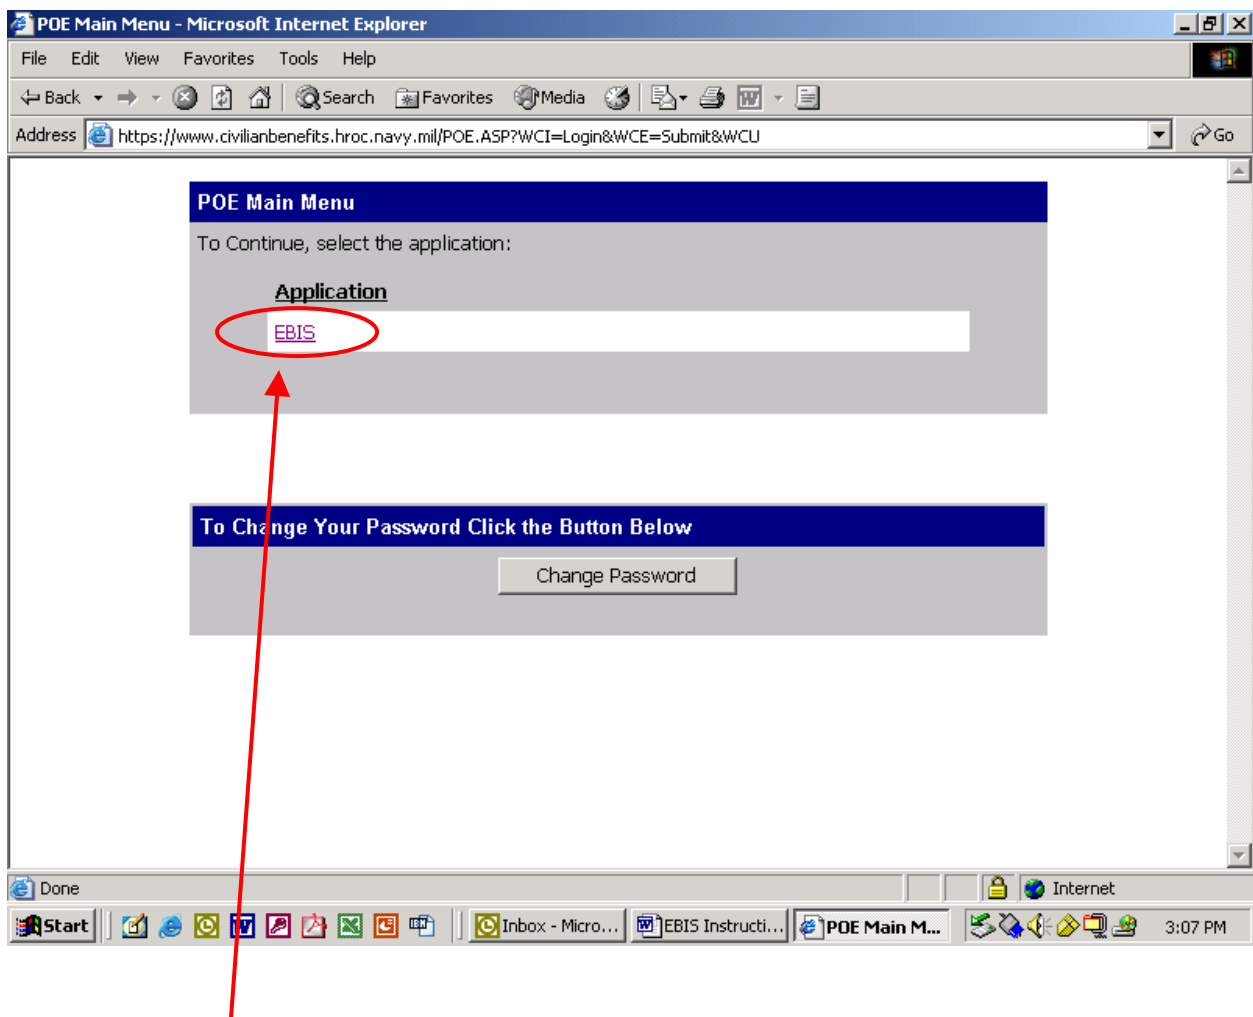 POE Main Menu - Microsoft Internet Explorer
File Edit View Favorites Tools Help
Back Search Favorites Media
Address https://www.civilianbenefits.hroc.navy.mil/POE.ASP?WCI=Login&WCE=Submit&WCU Go
POE Main Menu
To Continue, select the application:
Application
EBIS
To Change Your Password Click the Button Below
Change Password
Done Internet
Start Inbox - Micro... EBIS Instructi... POE Main M... 3:07 PM